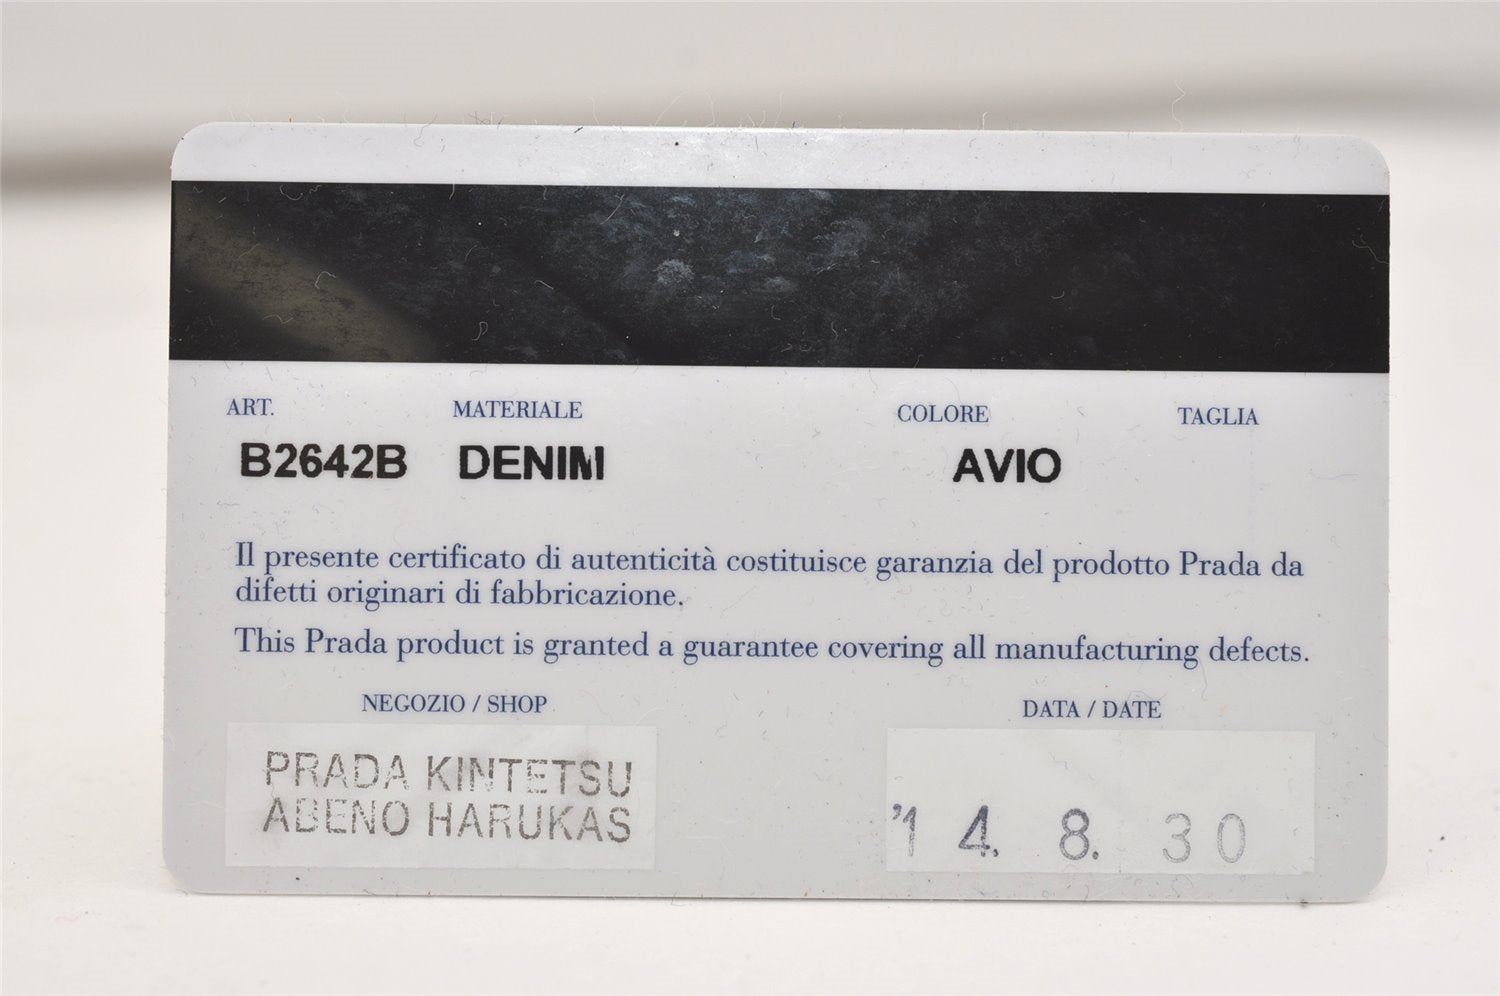 ART. MATERIALE COLORE TAGLIA
B2642B DENIM AVIO
Il presente certificato di autenticità costituisce garanzia del prodotto Prada da
difetti originari di fabbricazione.
This Prada product is granted a guarantee covering all manufacturing defects.
NEGOZIO / SHOP DATA / DATE
PRADA KINTETSU
ABENO HARUKAS
'14. 8. 30